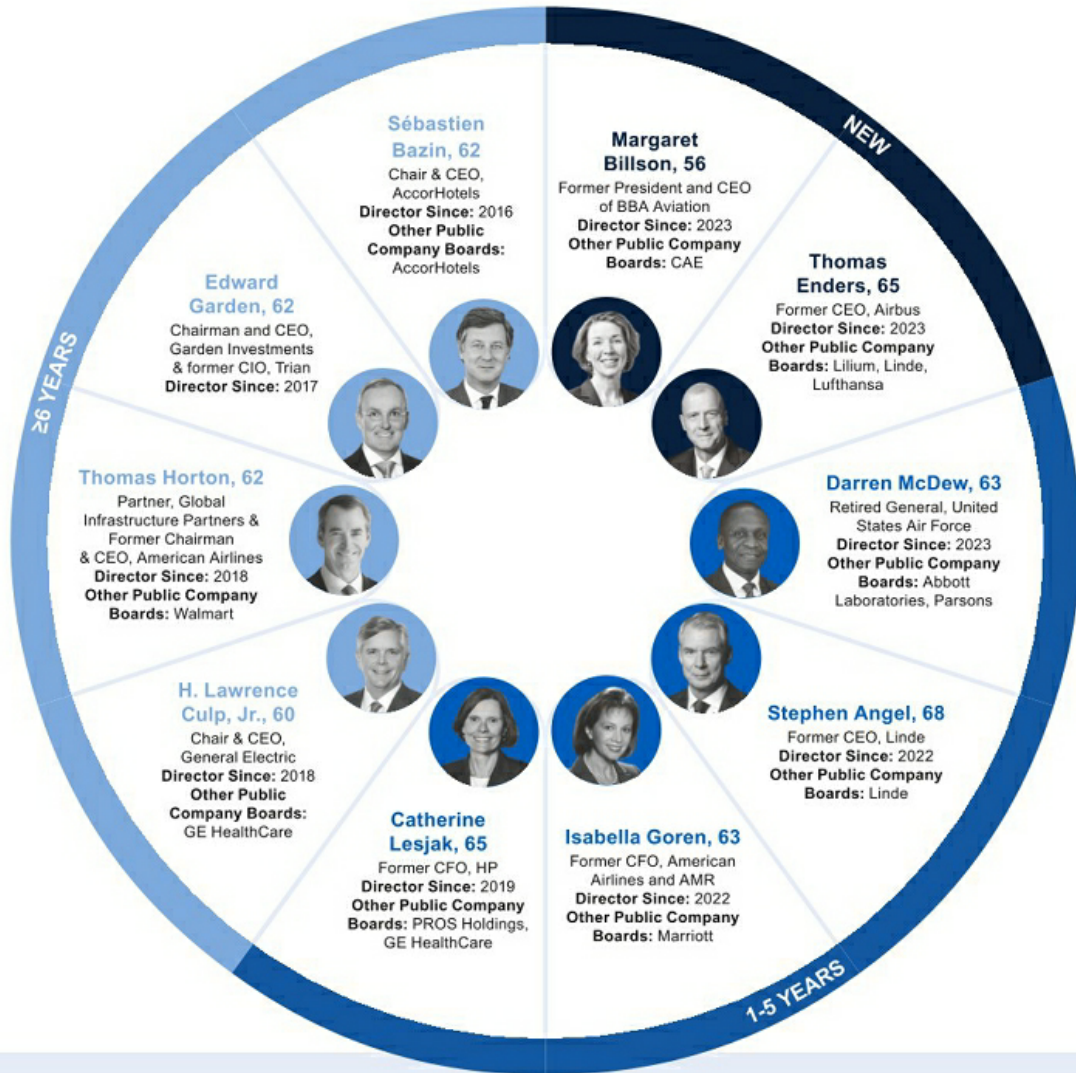 NEW
Margaret
Billson, 56
Former President and CEO
of BBA Aviation
Director Since: 2023
Other Public Company
Boards: CAE
Thomas
Enders, 65
Former CEO, Airbus
Director Since: 2023
Other Public Company
Boards: Lilium, Linde,
Lufthansa
Darren McDew, 63
Retired General, United
States Air Force
Director Since: 2023
Other Public Company
Boards: Abbott
Laboratories, Parsons
Stephen Angel, 68
Former CEO, Linde
Director Since: 2022
Other Public Company
Boards: Linde
1-5 YEARS
Isabella Goren, 63
Former CFO, American
Airlines and AMR
Director Since: 2022
Other Public Company
Boards: Marriott
Catherine
Lesjak, 65
Former CFO, HP
Director Since: 2019
Other Public Company
Boards: PROS Holdings,
GE HealthCare
H. Lawrence
Culp, Jr., 60
Chair & CEO,
General Electric
Director Since: 2018
Other Public
Company Boards:
GE HealthCare
Thomas Horton, 62
Partner, Global
Infrastructure Partners &
Former Chairman
& CEO, American Airlines
Director Since: 2018
Other Public Company
Boards: Walmart
≥6 YEARS
Edward
Garden, 62
Chairman and CEO,
Garden Investments
& former CIO, Trian
Director Since: 2017
Sébastien
Bazin, 62
Chair & CEO,
AccorHotels
Director Since: 2016
Other Public
Company Boards:
AccorHotels